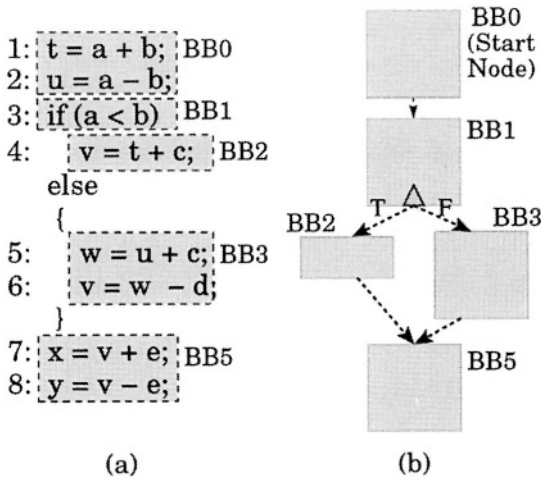 1: t = a + b; BB0
2: u = a − b;
3: if (a < b) BB1
4: v = t + c; BB2
else
{
5: w = u + c; BB3
6: v = w − d;
}
7: x = v + e; BB5
8: y = v − e;
(a)
BB0
(Start
Node)
BB1
T F
BB2
BB3
BB5
(b)